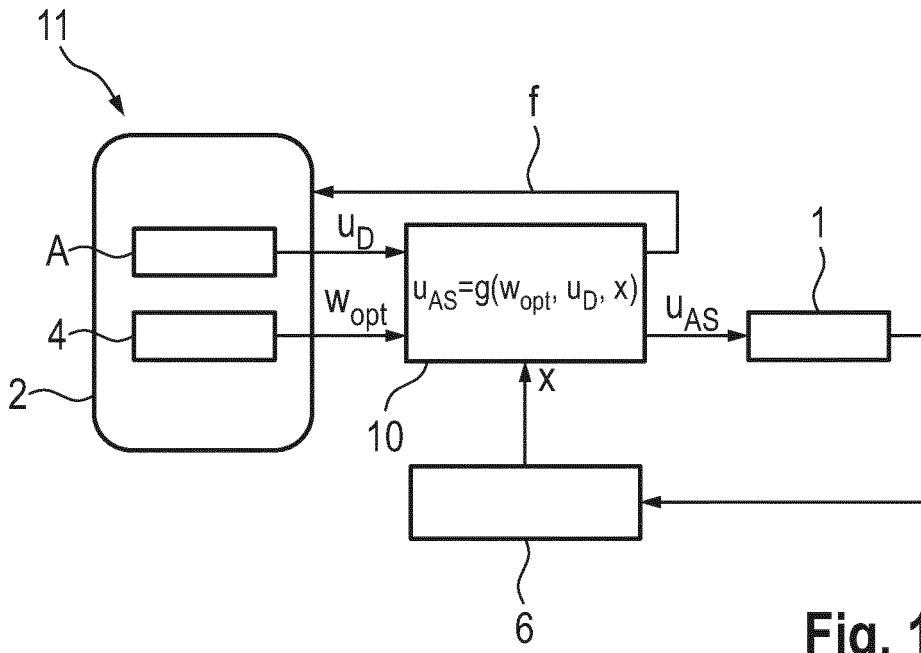 11
f
A
u_D
1
u_AS=g(w_opt, u_D, x)
w_opt
u_AS
4
2
10
x
6
Fig. 1